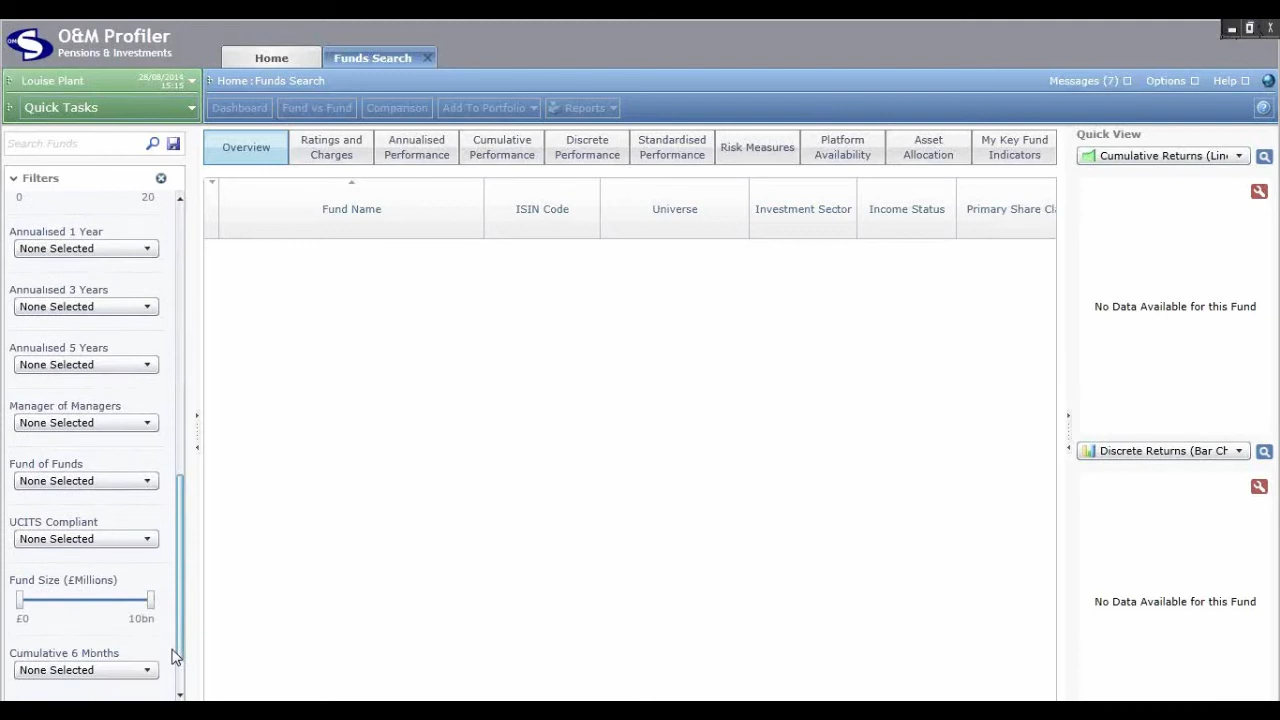 O&M Profiler
Pensions & Investments
Home
Funds Search
Louise Plant
28/08/2014
15:15
Home : Funds Search
Messages (7)
Options
Help
Quick Tasks
Dashboard
Fund vs Fund
Comparison
Add To Portfolio
Reports
Search Funds
Overview
Ratings and
Charges
Annualised
Performance
Cumulative
Performance
Discrete
Performance
Standardised
Performance
Risk Measures
Platform
Availability
Asset
Allocation
My Key Fund
Indicators
Quick View
Cumulative Returns (Lin
Filters
0
20
Fund Name
ISIN Code
Universe
Investment Sector
Income Status
Primary Share Cl
Annualised 1 Year
None Selected
Annualised 3 Years
None Selected
No Data Available for this Fund
Annualised 5 Years
None Selected
Manager of Managers
None Selected
Discrete Returns (Bar Ch
Fund of Funds
None Selected
UCITS Compliant
None Selected
Fund Size (£Millions)
£0
10bn
No Data Available for this Fund
Cumulative 6 Months
None Selected